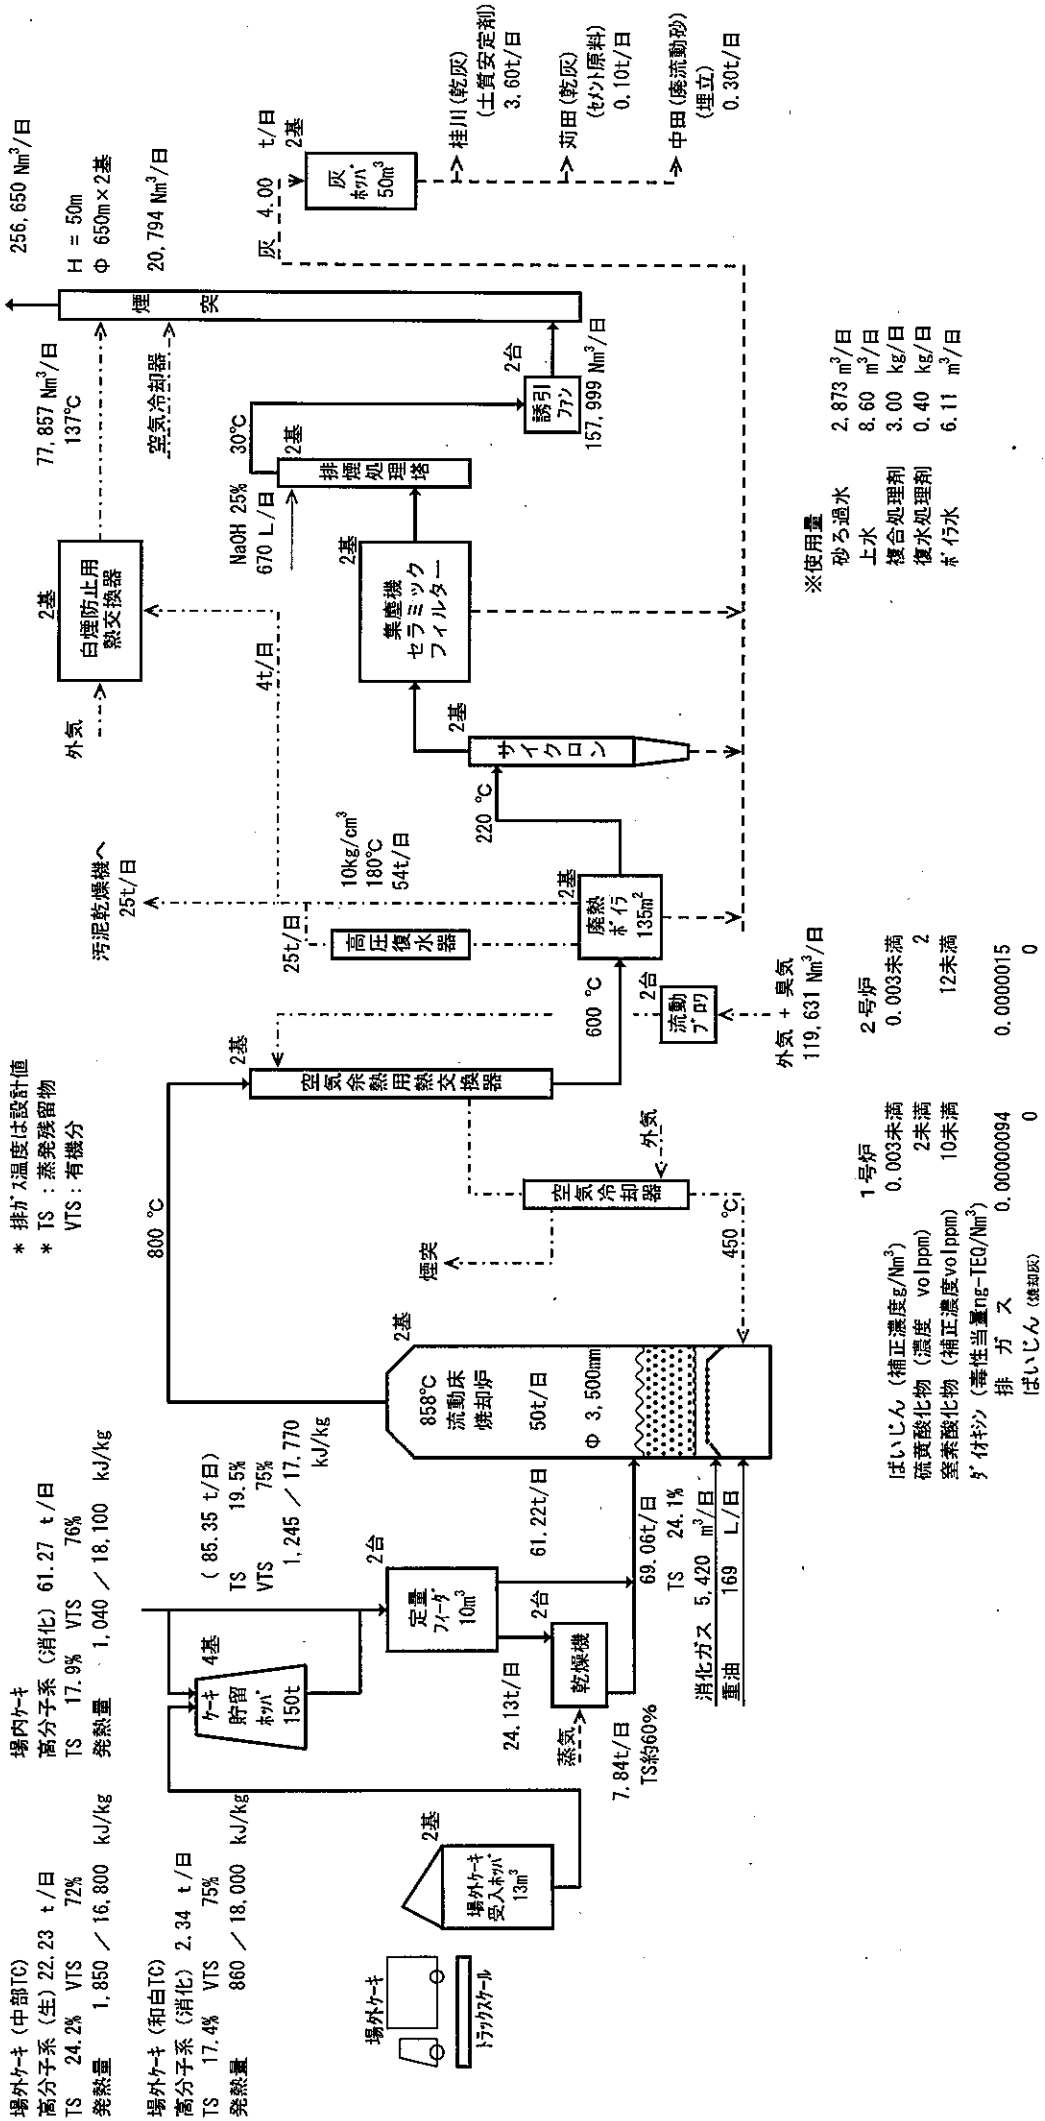 場外ケーキ (中部TC)
高分子系 (生) 22.23 t/日
TS 24.2% VTS 72%
発熱量 1,850 / 16,800 kJ/kg
場外ケーキ (和白TC)
高分子系 (消化) 2.34 t/日
TS 17.4% VTS 75%
発熱量 860 / 18,000 kJ/kg
場内ケーキ
高分子系 (消化) 61.27 t/日
TS 17.9% VTS 76%
発熱量 1,040 / 18,100 kJ/kg
* 排ガス温度は設計値
* TS : 蒸発残留物
VTS : 有機分
場外ケーキ
トラックスケール
2基
場外ケーキ
受入ホッパ
13m³
4基
ケーキ
貯留
ホッパ
150t
( 85.35 t/日)
TS 19.5%
VTS 75%
1,245 / 17,770
kJ/kg
2台
定量
フィーダ
10m³
24.13t/日
2台
乾燥機
蒸気
7.84t/日
TS約60%
61.22t/日
69.06t/日
TS 24.1%
消化ガス 5,420 m³/日
重油 169 L/日
2基
858℃
流動床
焼却炉
50t/日
Φ 3,500mm
800 ℃
煙突
空気冷却器
外気
450 ℃
2基
空気余熱用熱交換器
600 ℃
2台
流動
ブロワ
外気 + 臭気
119,631 Nm³/日
汚泥乾燥機へ
25t/日
25t/日
高圧復水器
10kg/cm³
180℃
54t/日
2基
廃熱
ボイラ
135m²
220 ℃
2基
サイクロン
4t/日
外気
2基
白煙防止用
熱交換器
77,857 Nm³/日
137℃
空気冷却器
2基
集塵機
セラミック
フィルター
NaOH 25%
670 L/日
30℃
2基
排煙処理塔
2台
誘引
ファン
157,999 Nm³/日
煙突
256,650 Nm³/日
H = 50m
Φ 650m×2基
20,794 Nm³/日
灰 4.00 t/日
2基
灰
ホッパ
50m³
桂川 (乾灰)
(土質安定剤)
3.60t/日
苅田 (乾灰)
(セメント原料)
0.10t/日
中田 (廃流動砂)
(埋立)
0.30t/日
1号炉 2号炉
ばいじん (補正濃度g/Nm³) 0.003未満 0.003未満
硫黄酸化物 (濃度 volppm) 2未満 2
窒素酸化物 (補正濃度volppm) 10未満 12未満
ダイオキシン (毒性当量ng-TEQ/Nm³)
排 ガ ス 0.00000094 0.0000015
ばいじん (焼却灰) 0 0
※使用量
砂ろ過水 2,873 m³/日
上水 8.60 m³/日
複合処理剤 3.00 kg/日
復水処理剤 0.40 kg/日
ボイラ水 6.11 m³/日